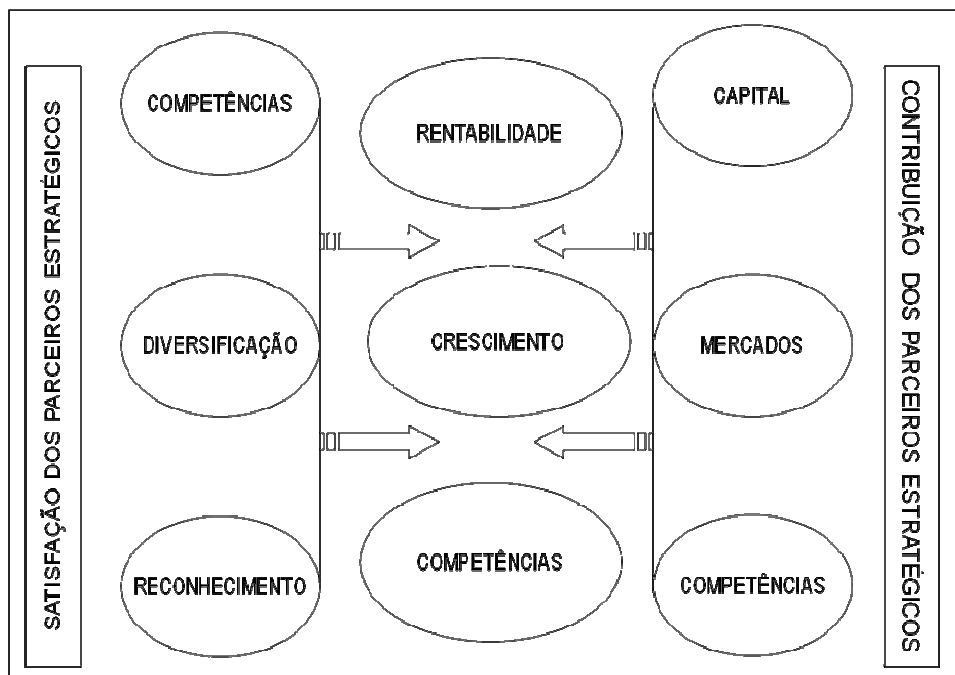 SATISFAÇÃO DOS PARCEIROS ESTRATÉGICOS
COMPETÊNCIAS
DIVERSIFICAÇÃO
RECONHECIMENTO
RENTABILIDADE
CRESCIMENTO
COMPETÊNCIAS
CAPITAL
MERCADOS
COMPETÊNCIAS
CONTRIBUIÇÃO DOS PARCEIROS ESTRATÉGICOS